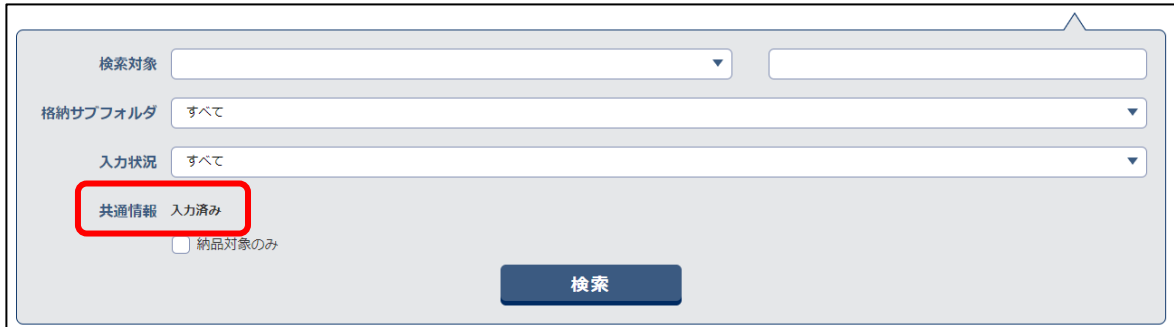 検索対象
格納サブフォルダ すべて
入力状況 すべて
共通情報 入力済み
納品対象のみ
検索